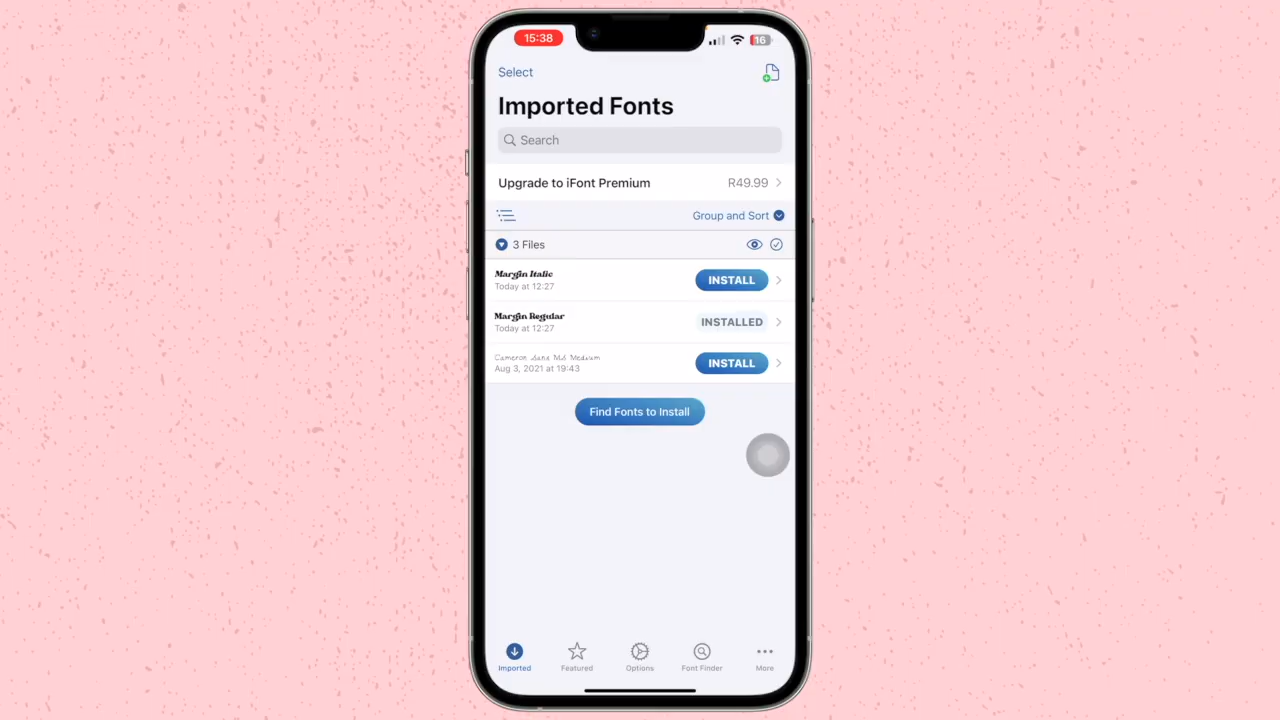 15:38
16
Select
Imported Fonts
Search
Upgrade to iFont Premium R49.99
Group and Sort
3 Files
Margin Italic
Today at 12:27
INSTALL
Margin Regular
Today at 12:27
INSTALLED
Cameron Sans MS Medium
Aug 3, 2021 at 19:43
INSTALL
Find Fonts to Install
Imported
Featured
Options
Font Finder
More